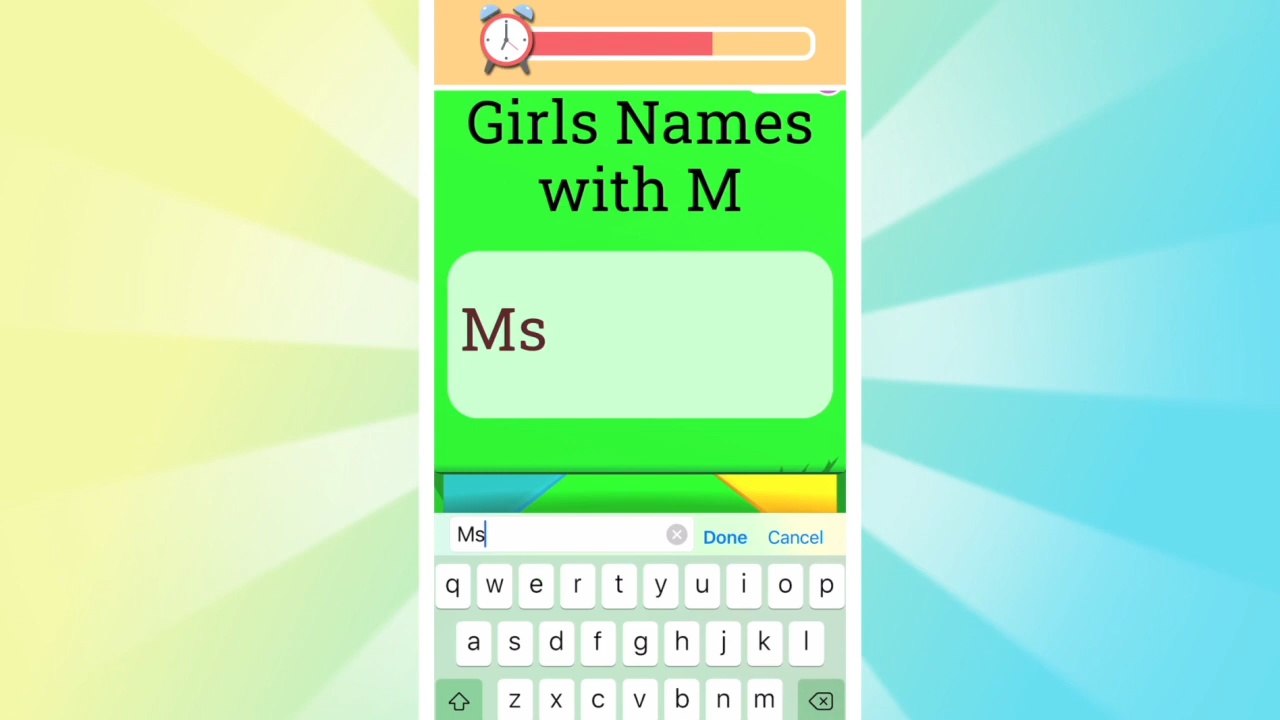 Girls Names
with M
Ms
Ms Done Cancel
q w e r t y u i o p
a s d f g h j k l
z x c v b n m